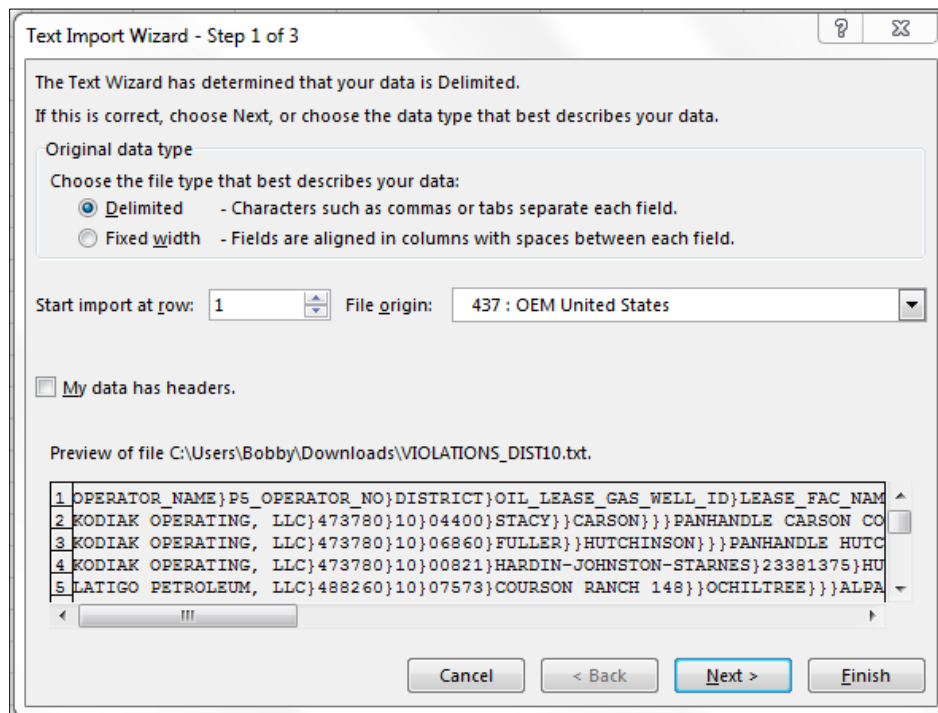 Text Import Wizard - Step 1 of 3
The Text Wizard has determined that your data is Delimited.
If this is correct, choose Next, or choose the data type that best describes your data.
Original data type
Choose the file type that best describes your data:
Delimited - Characters such as commas or tabs separate each field.
Fixed width - Fields are aligned in columns with spaces between each field.
Start import at row: 1 File origin: 437 : OEM United States
My data has headers.
Preview of file C:\Users\Bobby\Downloads\VIOLATIONS_DIST10.txt.
1 OPERATOR_NAME}P5_OPERATOR_NO}DISTRICT}OIL_LEASE_GAS_WELL_ID}LEASE_FAC_NAM
2 KODIAK OPERATING, LLC}473780}10}04400}STACY}}CARSON}}}PANHANDLE CARSON CO
3 KODIAK OPERATING, LLC}473780}10}06860}FULLER}}HUTCHINSON}}}PANHANDLE HUTC
4 KODIAK OPERATING, LLC}473780}10}00821}HARDIN-JOHNSTON-STARNES}23381375}HU
5 LATIGO PETROLEUM, LLC}488260}10}07573}COURSON RANCH 148}}OCHILTREE}}}ALPA
Cancel < Back Next > Finish